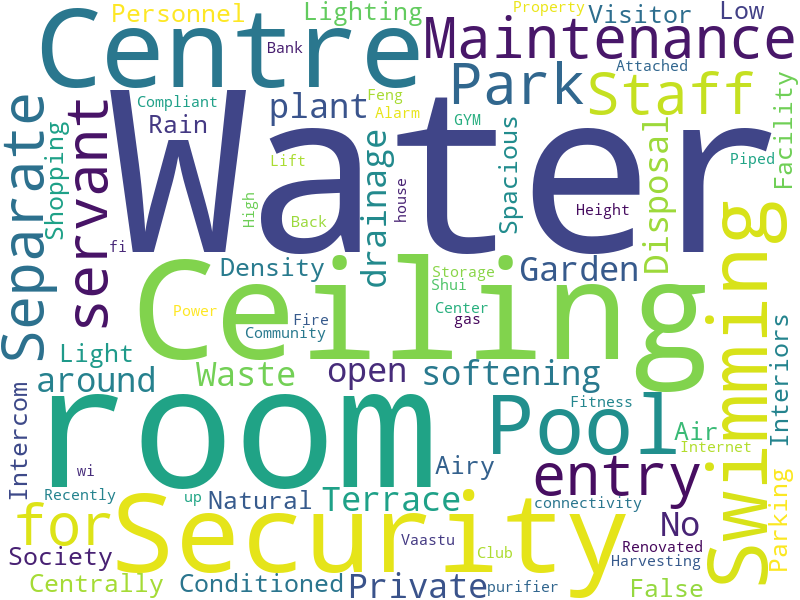 Personnel
Lighting
Property
Visitor
Low
Centre
Bank
Maintenance
Attached
Park
Staff
Facility
Compliant
plant
Feng
Alarm
Rain
GYM
Water
Separate
Shopping
servant
drainage
Spacious
Disposal
Piped
Lift
High
Back
house
Height
fi
Density
Storage
Shui
Garden
Swimming
Ceiling
Power
Fire
Community
Center
gas
Light
around
Waste
open
softening
Interiors
Intercom
room
Fitness
Pool
Air
Internet
wi
Airy
entry
Parking
Recently
up
Natural
Terrace
connectivity
for
Security
No
Vaastu
Club
Renovated
Harvesting
Society
Centrally
Conditioned
Private
purifier
False